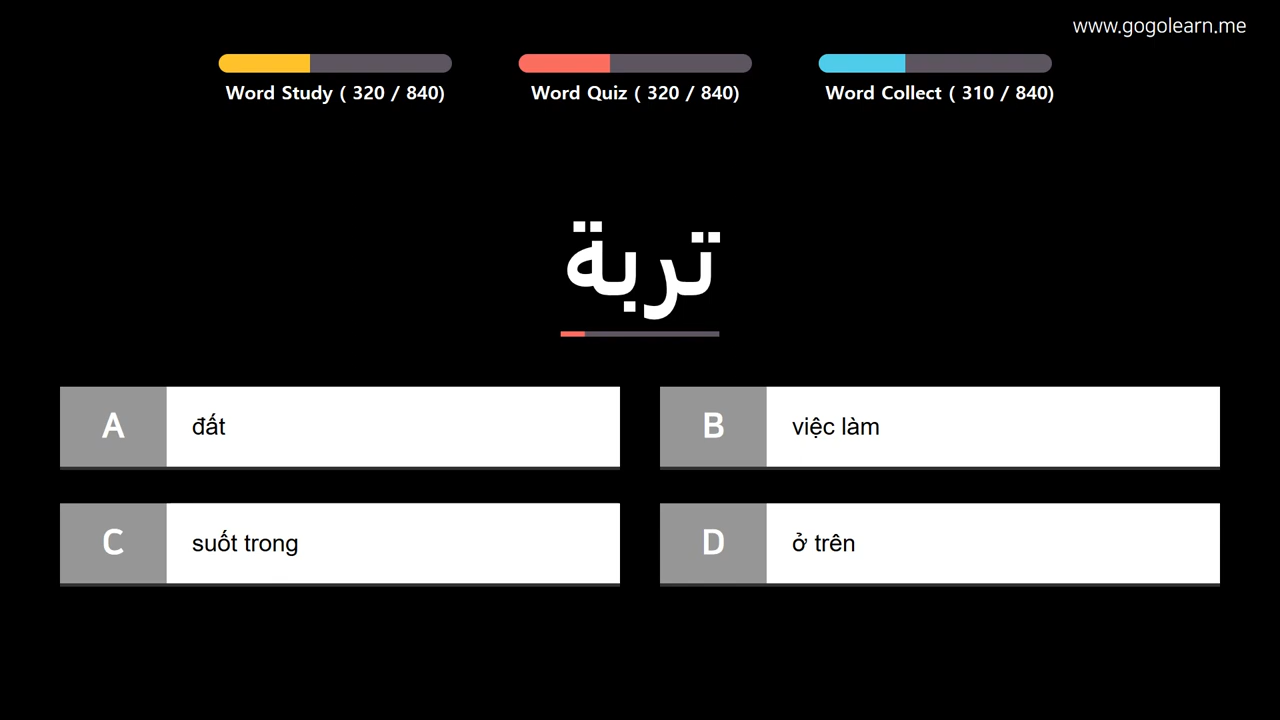 www.gogolearn.me
Word Study ( 320 / 840)
Word Quiz ( 320 / 840)
Word Collect ( 310 / 840)
تربة
A đất
B việc làm
C suốt trong
D ở trên